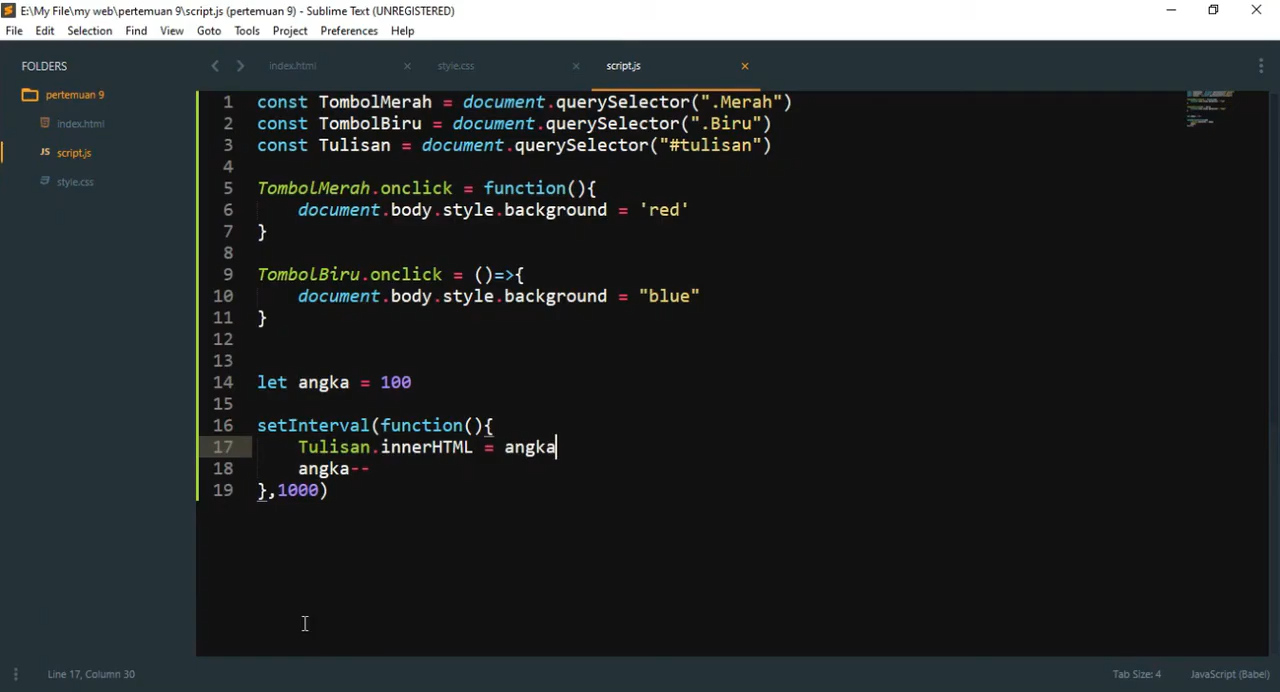 E:\My File\my web\pertemuan 9\script.js (pertemuan 9) - Sublime Text (UNREGISTERED)
File Edit Selection Find View Goto Tools Project Preferences Help
FOLDERS
pertemuan 9
index.html
JS script.js
style.css
index.html style.css script.js
1 const TombolMerah = document.querySelector(".Merah")
2 const TombolBiru = document.querySelector(".Biru")
3 const Tulisan = document.querySelector("#tulisan")
4
5 TombolMerah.onclick = function(){
6     document.body.style.background = 'red'
7 }
8
9 TombolBiru.onclick = ()=>{
10     document.body.style.background = "blue"
11 }
12
13
14 let angka = 100
15
16 setInterval(function(){
17     Tulisan.innerHTML = angka
18     angka--
19 },1000)
Line 17, Column 30
Tab Size: 4 JavaScript (Babel)